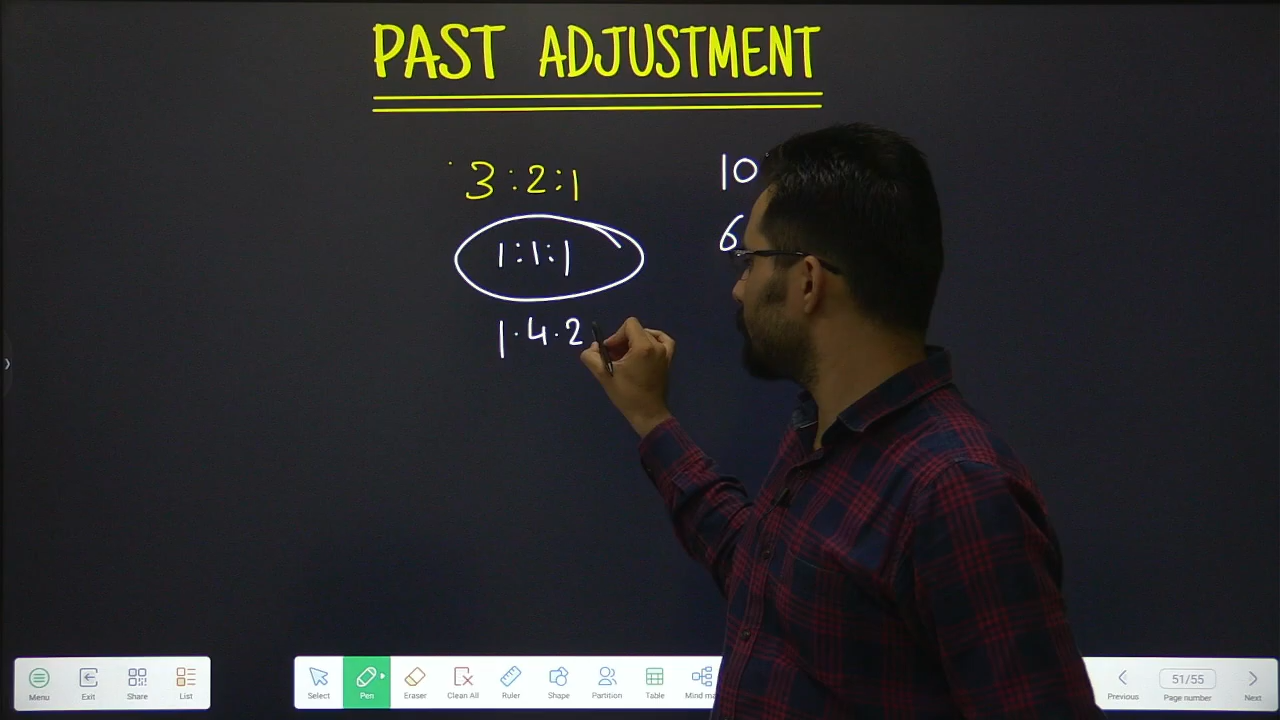 PAST ADJUSTMENT
3:2:1
10
1:1:1
6
1.4.2
Menu
Exit
Share
List
Select
Pen
Eraser
Clean All
Ruler
Shape
Partition
Table
Mind
51/55
Previous
Page number
Next